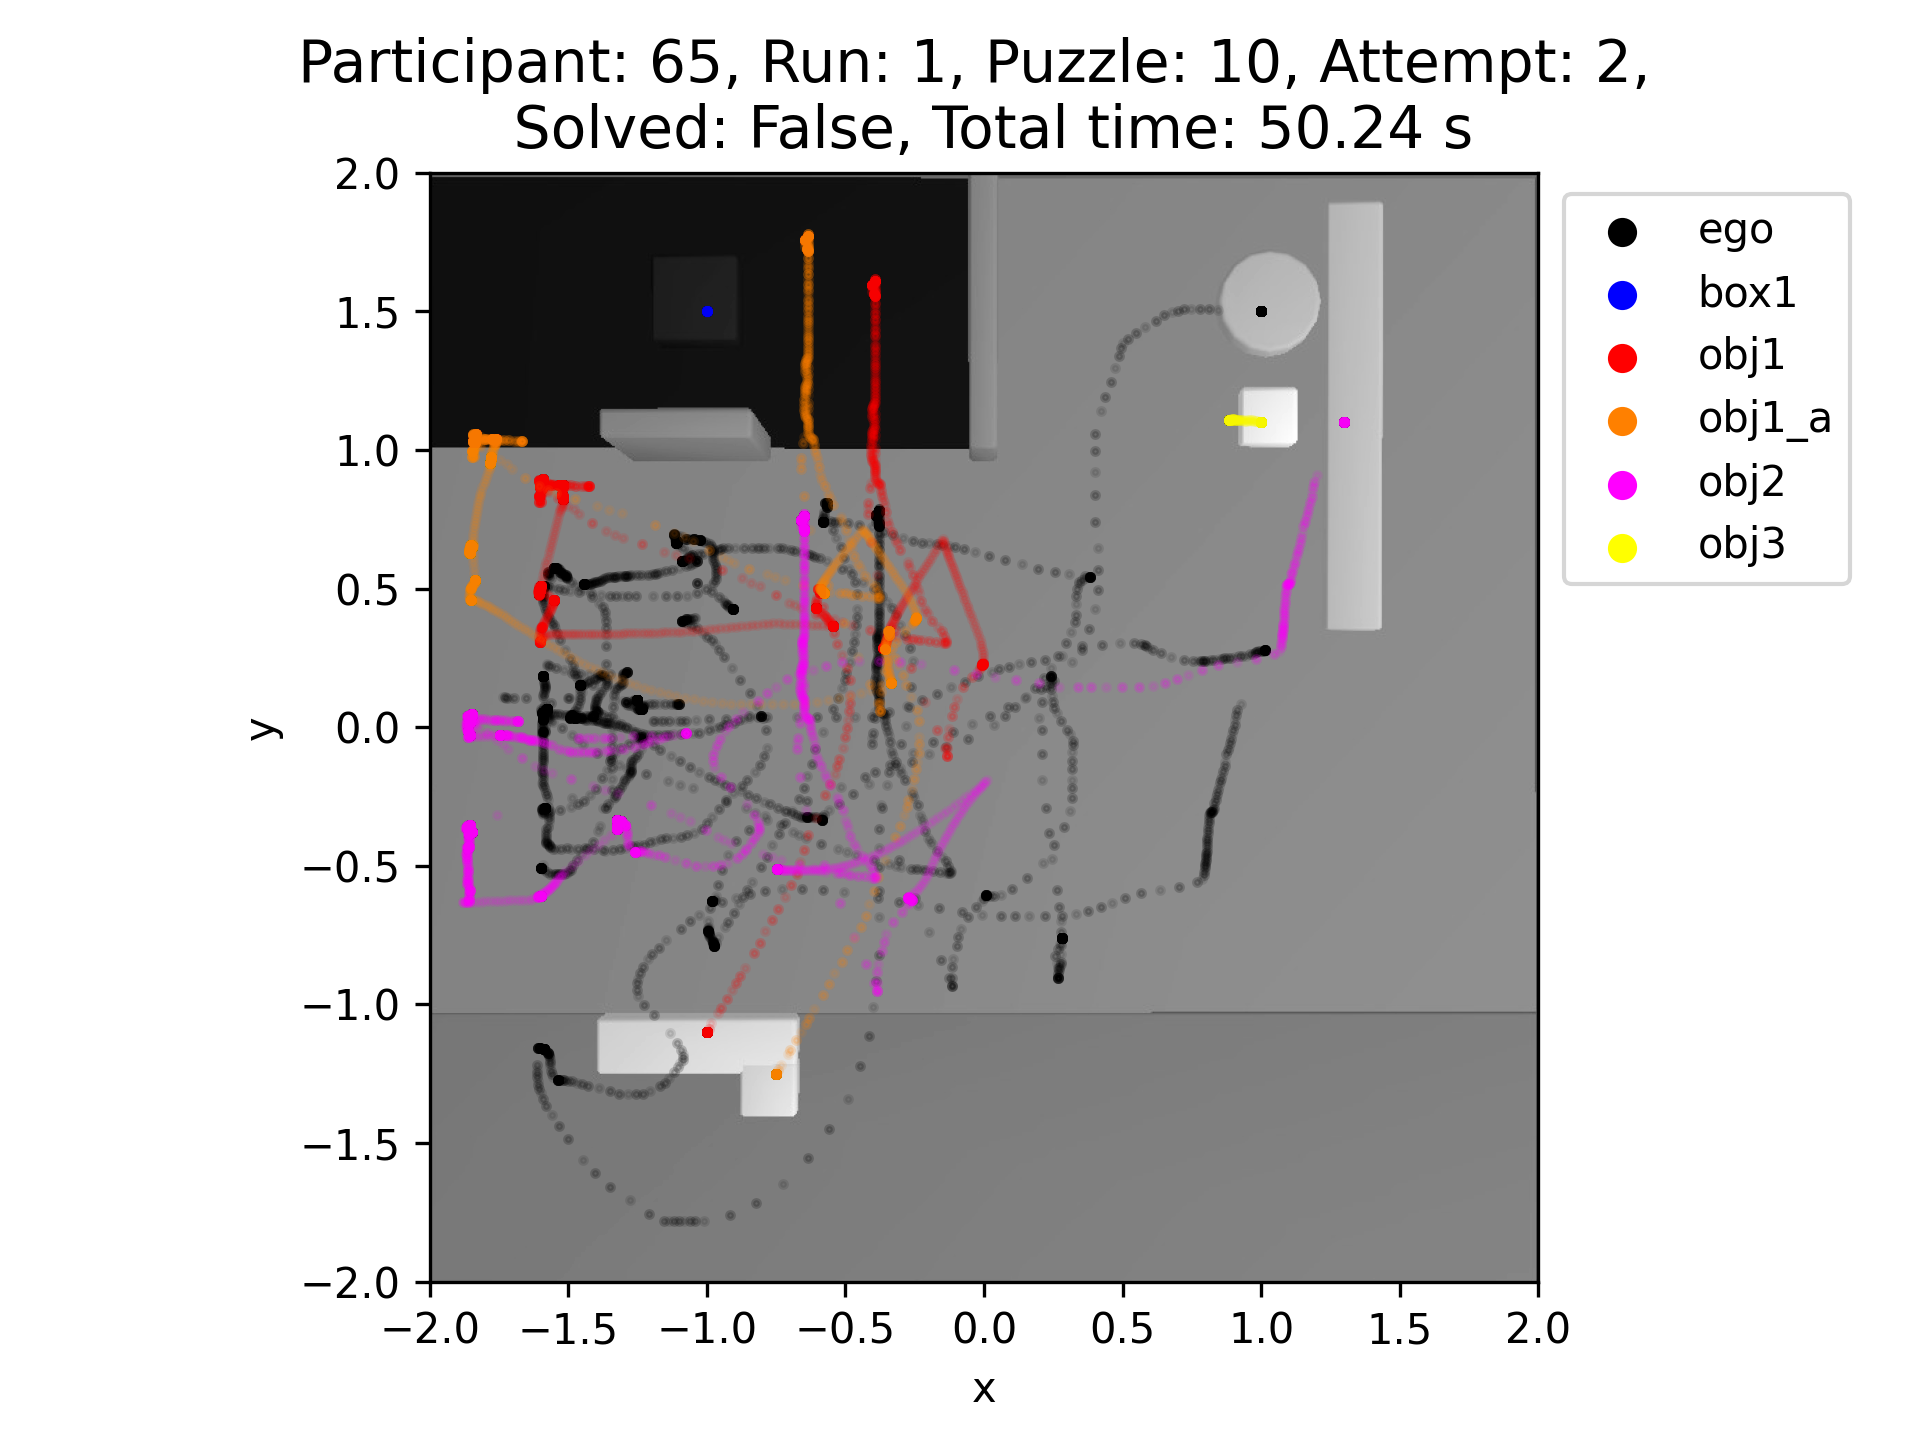 Participant: 65, Run: 1, Puzzle: 10, Attempt: 2,
Solved: False, Total time: 50.24 s
2.0
1.5
1.0
0.5
0.0
−0.5
−1.0
−1.5
−2.0
y
−2.0 −1.5 −1.0 −0.5 0.0 0.5 1.0 1.5 2.0
x
ego
box1
obj1
obj1_a
obj2
obj3